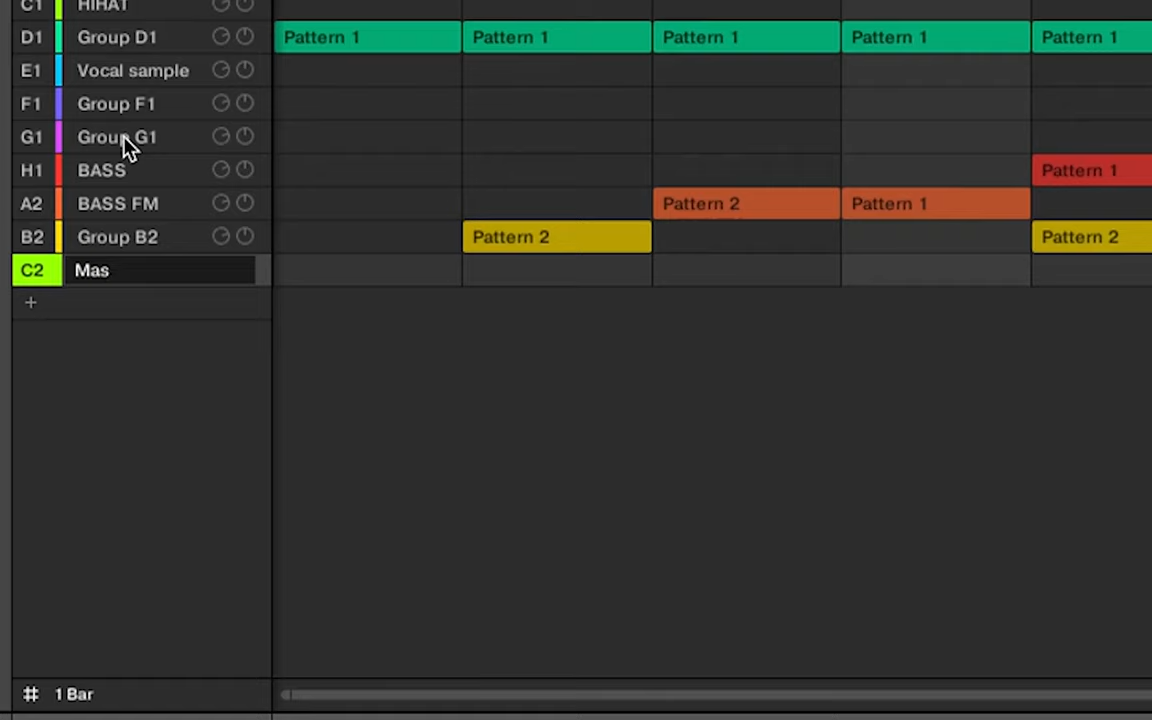 C1 HIHAT
D1 Group D1 Pattern 1 Pattern 1 Pattern 1 Pattern 1 Pattern 1
E1 Vocal sample
F1 Group F1
G1 Group G1
H1 BASS Pattern 1
A2 BASS FM Pattern 2 Pattern 1
B2 Group B2 Pattern 2 Pattern 2
C2 Mas
+
# 1 Bar